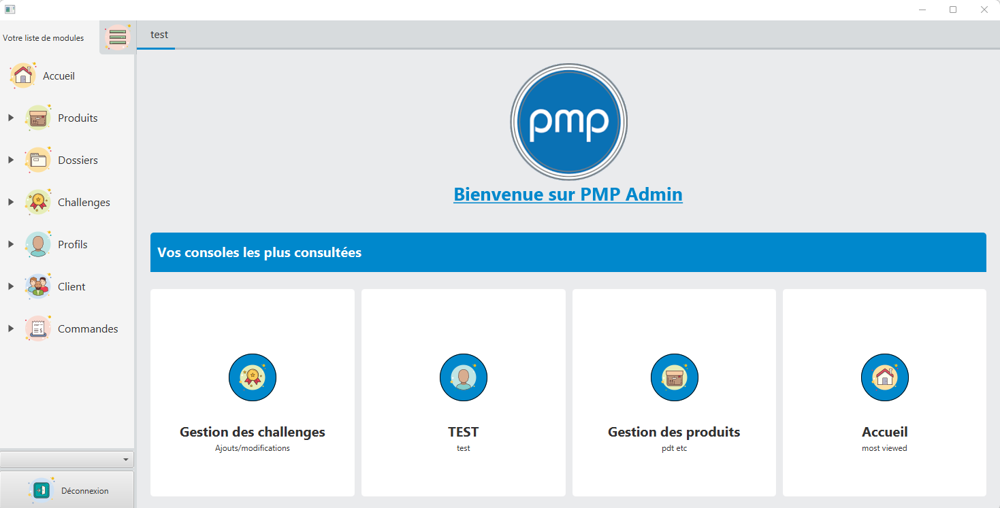 Votre liste de modules
test
Accueil
Produits
Dossiers
Challenges
Profils
Client
Commandes
Déconnexion
pmp
Bienvenue sur PMP Admin
Vos consoles les plus consultées
Gestion des challenges
Ajouts/modifications
TEST
test
Gestion des produits
pdt etc
Accueil
most viewed